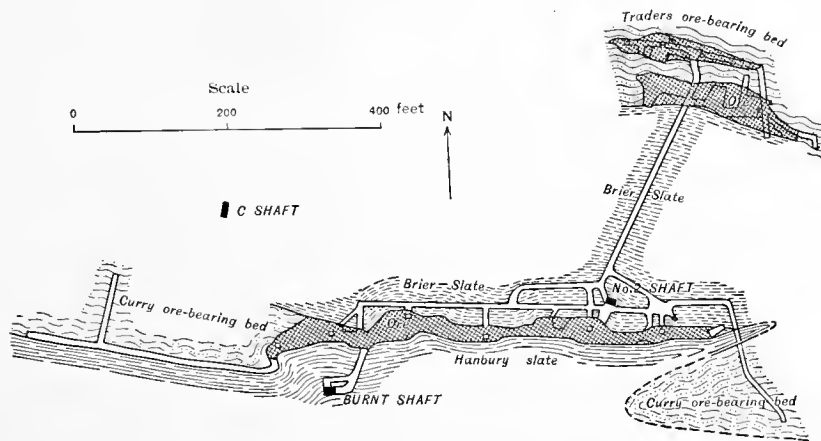 Traders ore-bearing bed
Scale
0 200 400 feet
N
Brier-Slate
C SHAFT
Brier-Slate
No.2 SHAFT
Curry ore-bearing bed
Ore
Hanbury slate
BURNT SHAFT
Curry ore-bearing bed